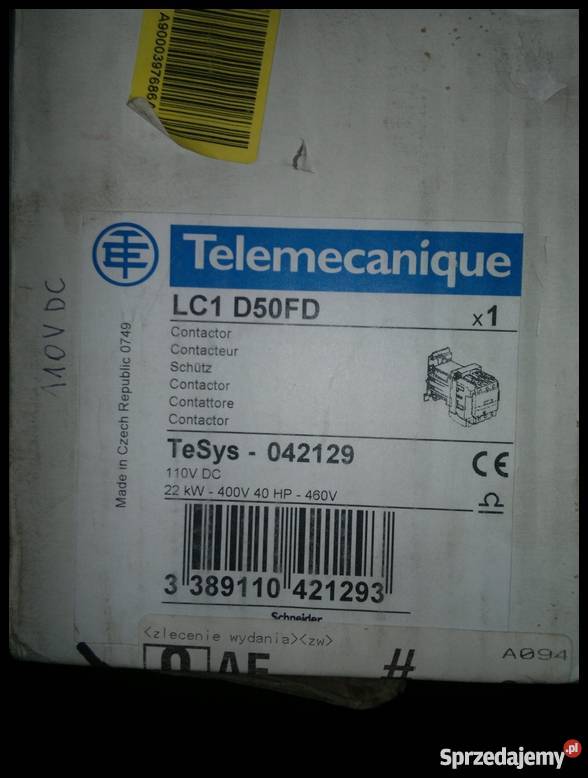 A9000397686A
Telemecanique
LC1 D50FD
x1
Contactor
Contacteur
Schütz
Contactor
Contattore
Contactor
TeSys - 042129
110V DC
22 kW - 400V 40 HP - 460V
CE
3 389110 421293
Schneider
Made in Czech Republic 0749
110V DC
<zlecenie wydania><zw>
A094
#
Sprzedajemy.pl